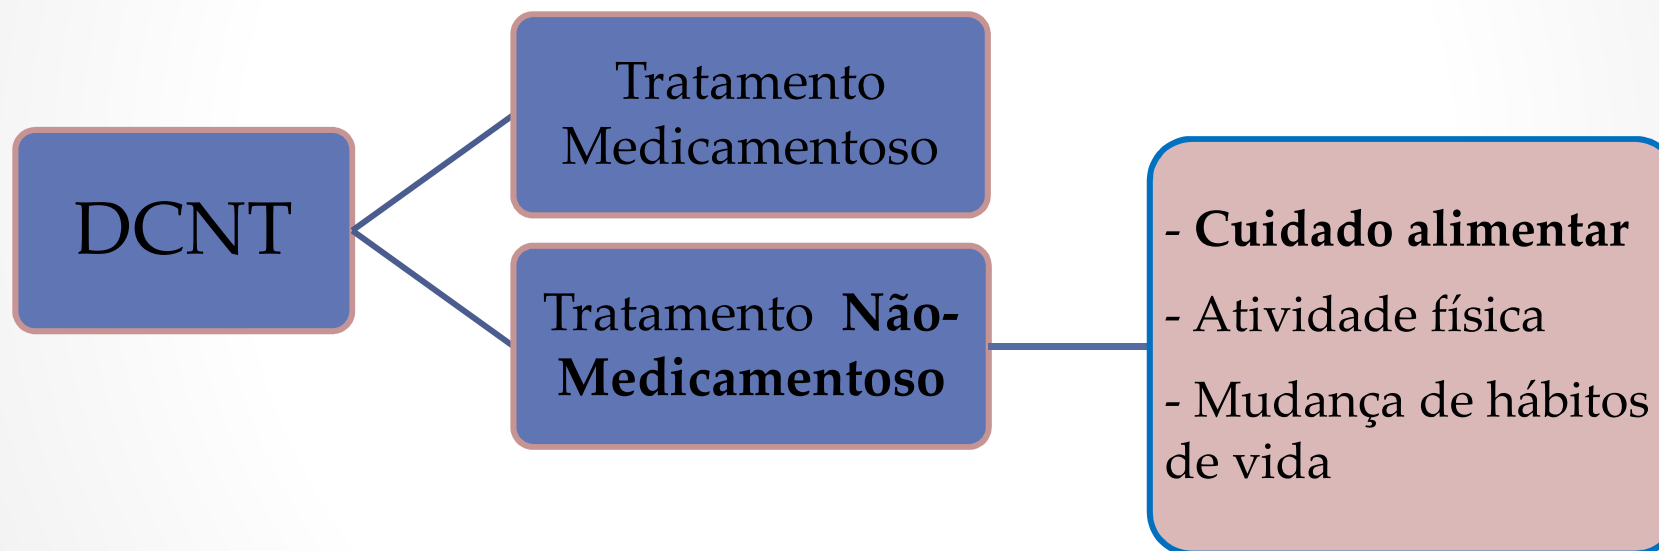 DCNT
Tratamento
Medicamentoso
Tratamento Não-
Medicamentoso
- Cuidado alimentar
- Atividade física
- Mudança de hábitos
de vida